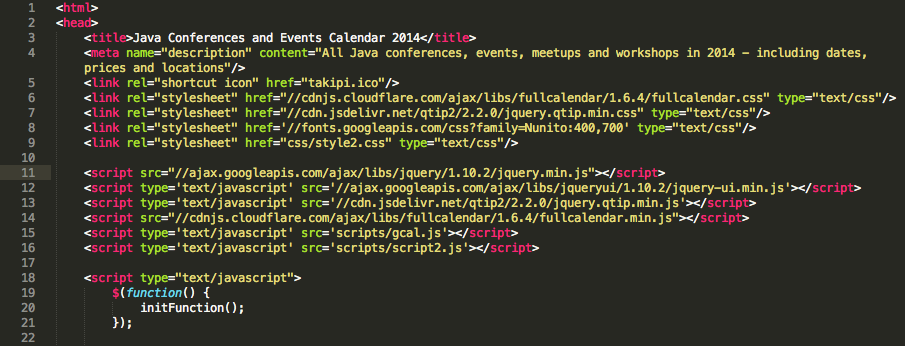 1 <html>
2 <head>
3 <title>Java Conferences and Events Calendar 2014</title>
4 <meta name="description" content="All Java conferences, events, meetups and workshops in 2014 – including dates,
prices and locations"/>
5 <link rel="shortcut icon" href="takipi.ico"/>
6 <link rel="stylesheet" href="//cdnjs.cloudflare.com/ajax/libs/fullcalendar/1.6.4/fullcalendar.css" type="text/css"/>
7 <link rel="stylesheet" href="//cdn.jsdelivr.net/qtip2/2.2.0/jquery.qtip.min.css" type="text/css"/>
8 <link rel="stylesheet" href='//fonts.googleapis.com/css?family=Nunito:400,700' type="text/css"/>
9 <link rel="stylesheet" href="css/style2.css" type="text/css"/>
10
11 <script src="//ajax.googleapis.com/ajax/libs/jquery/1.10.2/jquery.min.js"></script>
12 <script type='text/javascript' src='//ajax.googleapis.com/ajax/libs/jqueryui/1.10.2/jquery-ui.min.js'></script>
13 <script type='text/javascript' src='//cdn.jsdelivr.net/qtip2/2.2.0/jquery.qtip.min.js'></script>
14 <script src="//cdnjs.cloudflare.com/ajax/libs/fullcalendar/1.6.4/fullcalendar.min.js"></script>
15 <script type='text/javascript' src='scripts/gcal.js'></script>
16 <script type='text/javascript' src='scripts/script2.js'></script>
17
18 <script type="text/javascript">
19 $(function() {
20 initFunction();
21 });
22